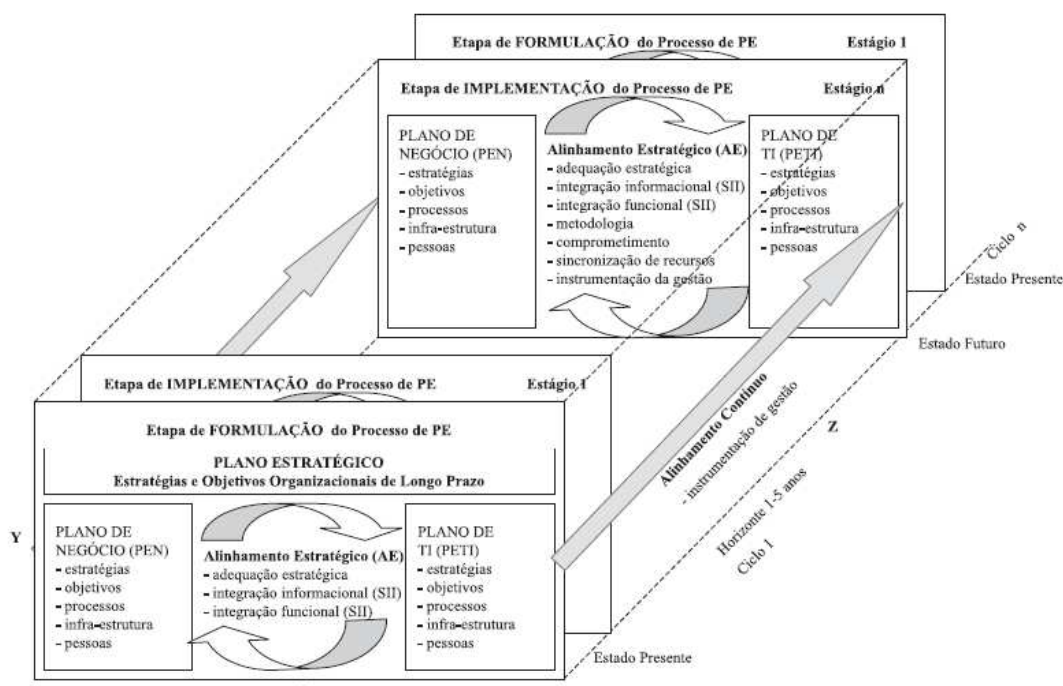 Etapa de FORMULAÇÃO do Processo de PE Estágio 1
Etapa de IMPLEMENTAÇÃO do Processo de PE Estágio n
PLANO DE
NEGÓCIO (PEN)
- estratégias
- objetivos
- processos
- infra-estrutura
- pessoas
Alinhamento Estratégico (AE)
- adequação estratégica
- integração informacional (SII)
- integração funcional (SII)
- metodologia
- comprometimento
- sincronização de recursos
- instrumentação da gestão
PLANO DE
TI (PETI)
- estratégias
- objetivos
- processos
- infra-estrutura
- pessoas
Ciclo n
Estado Presente
Estado Futuro
Etapa de IMPLEMENTAÇÃO do Processo de PE Estágio 1
Etapa de FORMULAÇÃO do Processo de PE
PLANO ESTRATÉGICO
Estratégias e Objetivos Organizacionais de Longo Prazo
Y
PLANO DE
NEGÓCIO (PEN)
- estratégias
- objetivos
- processos
- infra-estrutura
- pessoas
Alinhamento Estratégico (AE)
- adequação estratégica
- integração informacional (SII)
- integração funcional (SII)
PLANO DE
TI (PETI)
- estratégias
- objetivos
- processos
- infra-estrutura
- pessoas
Alinhamento Contínuo
- instrumentação de gestão
Z
Horizonte 1-5 anos
Ciclo 1
Estado Presente